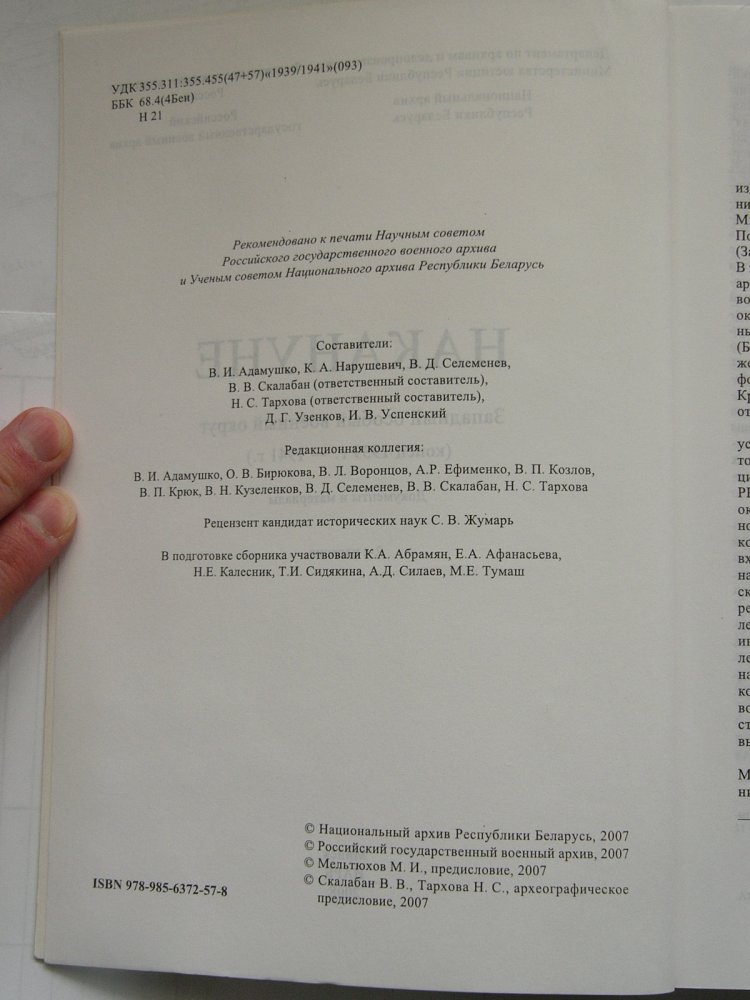 УДК 355.311:355.455(47+57)«1939/1941»(093)
ББК 68.4(4Беи)
Н 21
Рекомендовано к печати Научным советом
Российского государственного военного архива
и Ученым советом Национального архива Республики Беларусь
Составители:
В. И. Адамушко, К. А. Нарушевич, В. Д. Селеменев,
В. В. Скалабан (ответственный составитель),
Н. С. Тархова (ответственный составитель),
Д. Г. Узенков, И. В. Успенский
Редакционная коллегия:
В. И. Адамушко, О. В. Бирюкова, В. Л. Воронцов, А.Р. Ефименко, В. П. Козлов,
В. П. Крюк, В. Н. Кузеленков, В. Д. Селеменев, В. В. Скалабан, Н. С. Тархова
Рецензент кандидат исторических наук С. В. Жумарь
В подготовке сборника участвовали К.А. Абрамян, Е.А. Афанасьева,
Н.Е. Калесник, Т.И. Сидякина, А.Д. Силаев, М.Е. Тумаш
© Национальный архив Республики Беларусь, 2007
© Российский государственный военный архив, 2007
© Мельтюхов М. И., предисловие, 2007
© Скалабан В. В., Тархова Н. С., археографическое
предисловие, 2007
ISBN 978-985-6372-57-8